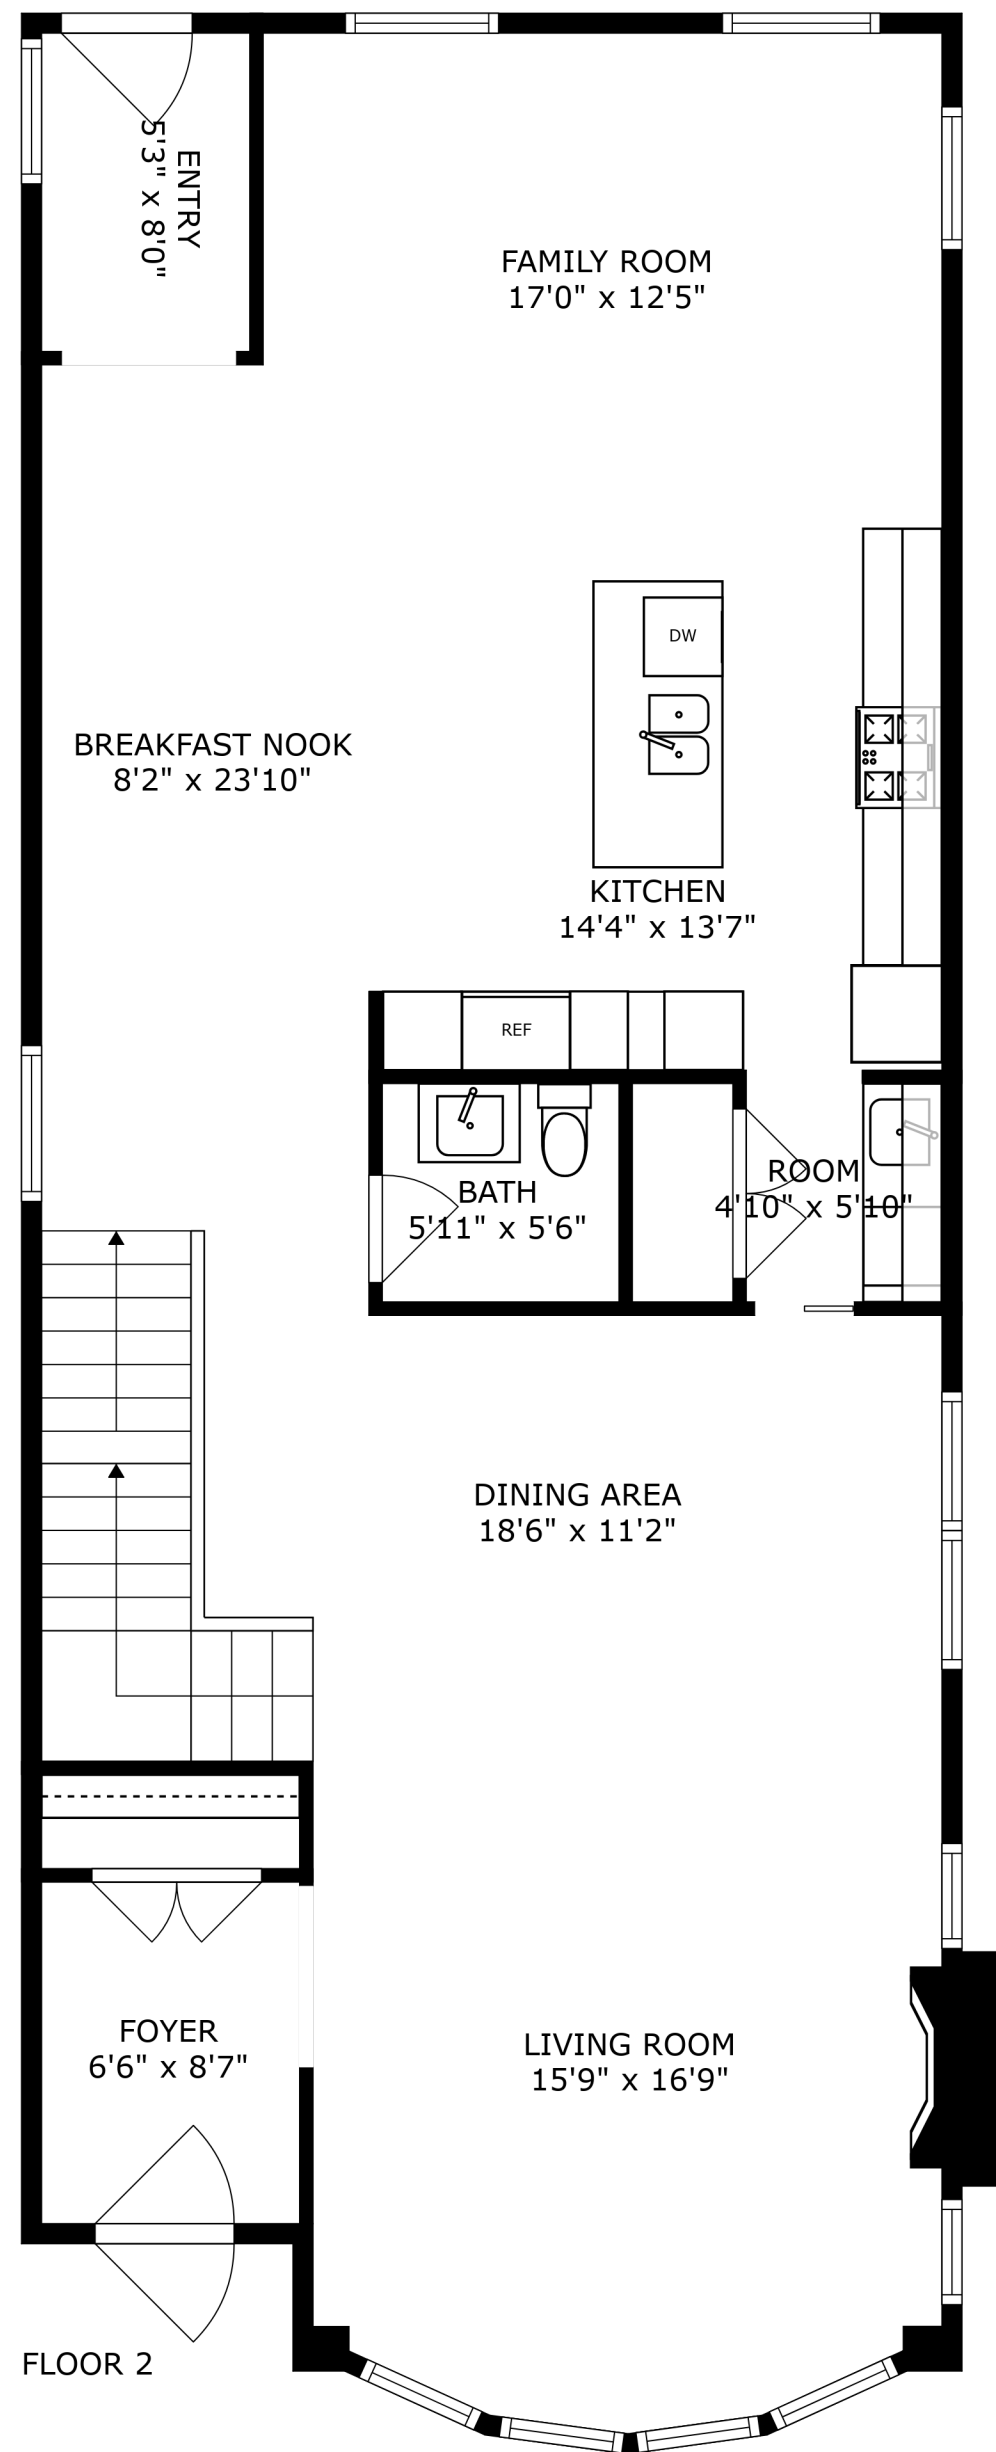 ENTRY
5'3" x 8'0"
FAMILY ROOM
17'0" x 12'5"
DW
BREAKFAST NOOK
8'2" x 23'10"
KITCHEN
14'4" x 13'7"
REF
ROOM
4'10" x 5'10"
BATH
5'11" x 5'6"
DINING AREA
18'6" x 11'2"
FOYER
6'6" x 8'7"
LIVING ROOM
15'9" x 16'9"
FLOOR 2